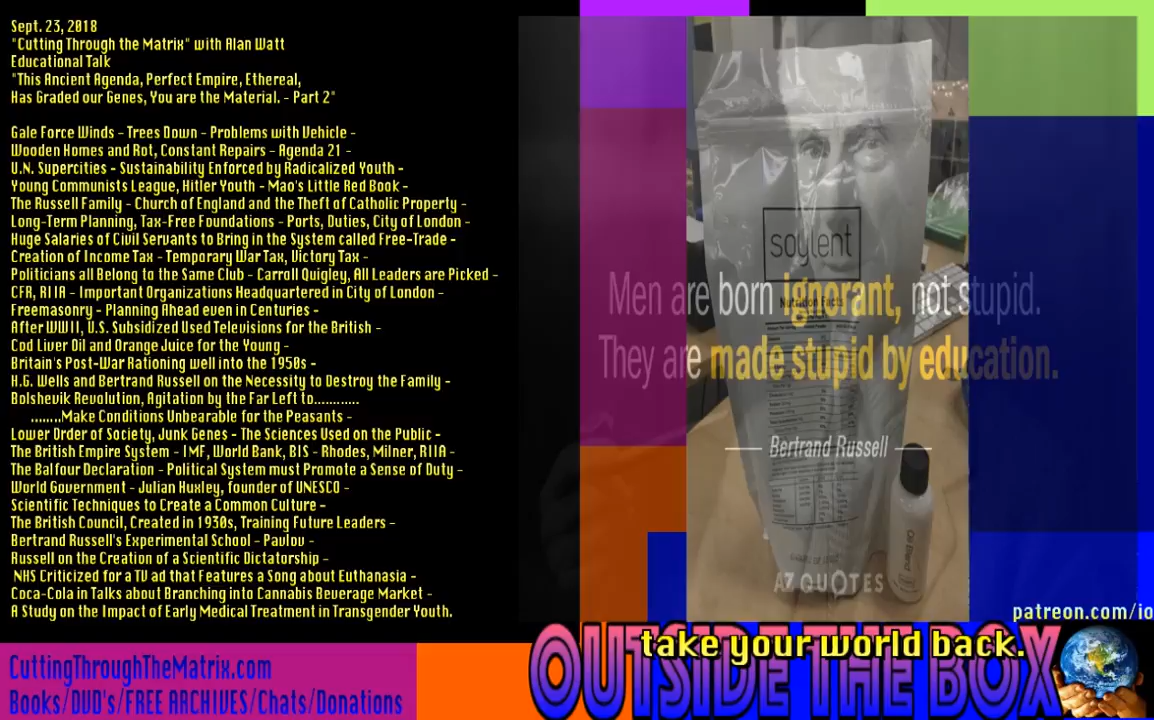 Sept. 23, 2018
"Cutting Through the Matrix" with Alan Watt
Educational Talk
"This Ancient Agenda, Perfect Empire, Ethereal,
Has Graded our Genes, You are the Material. - Part 2"
Gale Force Winds - Trees Down - Problems with Vehicle -
Wooden Homes and Rot, Constant Repairs - Agenda 21 -
U.N. Supercities - Sustainability Enforced by Radicalized Youth -
Young Communists League, Hitler Youth - Mao's Little Red Book -
The Russell Family - Church of England and the Theft of Catholic Property -
Long-Term Planning, Tax-Free Foundations - Ports, Duties, City of London -
Huge Salaries of Civil Servants to Bring in the System called Free-Trade -
Creation of Income Tax - Temporary War Tax, Victory Tax -
Politicians all Belong to the Same Club - Carroll Quigley, All Leaders are Picked -
CFR, RIIA - Important Organizations Headquartered in City of London -
Freemasonry - Planning Ahead even in Centuries -
After WWII, U.S. Subsidized Used Televisions for the British -
Cod Liver Oil and Orange Juice for the Young -
Britain's Post-War Rationing well into the 1950s -
H.G. Wells and Bertrand Russell on the Necessity to Destroy the Family -
Bolshevik Revolution, Agitation by the Far Left to............
........Make Conditions Unbearable for the Peasants -
Lower Order of Society, Junk Genes - The Sciences Used on the Public -
The British Empire System - IMF, World Bank, BIS - Rhodes, Milner, RIIA -
The Balfour Declaration - Political System must Promote a Sense of Duty -
World Government - Julian Huxley, founder of UNESCO -
Scientific Techniques to Create a Common Culture -
The British Council, Created in 1930s, Training Future Leaders -
Bertrand Russell's Experimental School - Pavlov -
Russell on the Creation of a Scientific Dictatorship -
NHS Criticized for a TV ad that Features a Song about Euthanasia -
Coca-Cola in Talks about Branching into Cannabis Beverage Market -
A Study on the Impact of Early Medical Treatment in Transgender Youth.
soylent
Nutrition Facts
Men are born ignorant, not stupid.
They are made stupid by education.
Bertrand Russell
Oil Blend
AZ QUOTES
patreon.com/io
CuttingThroughTheMatrix.com
Books/DVD's/FREE ARCHIVES/Chats/Donations
OUTSIDE THE BOX
take your world back.